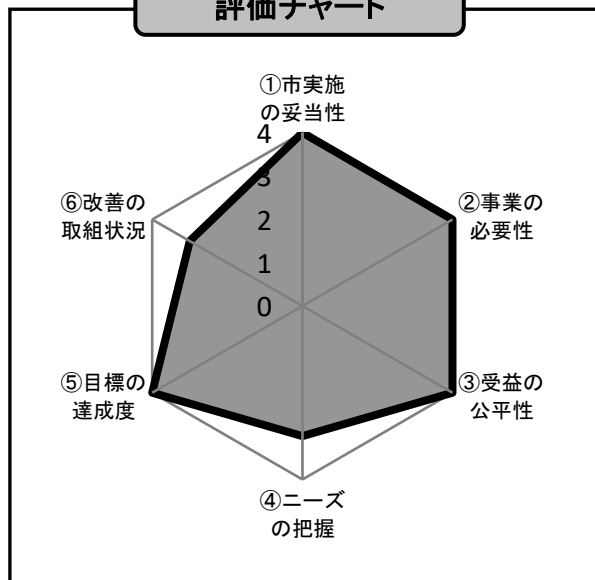 評価チャート
①市実施
の妥当性
4
3
2
1
0
②事業の
必要性
③受益の
公平性
④ニーズ
の把握
⑤目標の
達成度
⑥改善の
取組状況